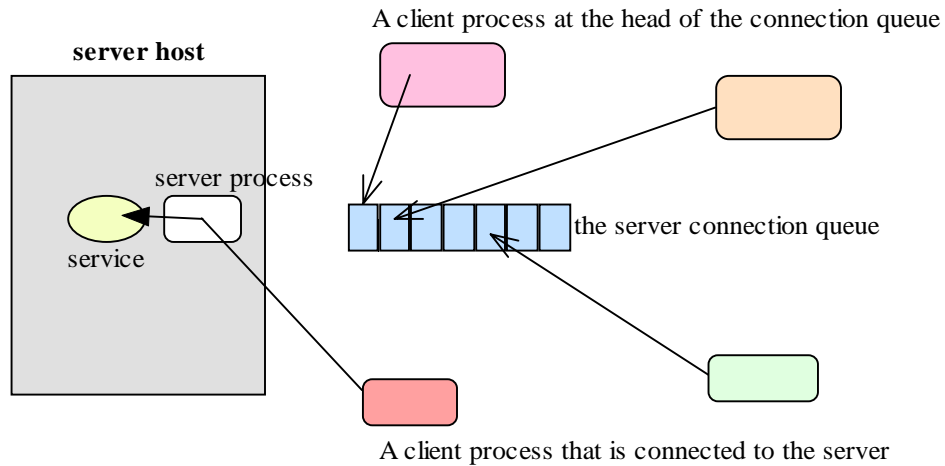 A client process at the head of the connection queue
server host
server process
the server connection queue
service
A client process that is connected to the server